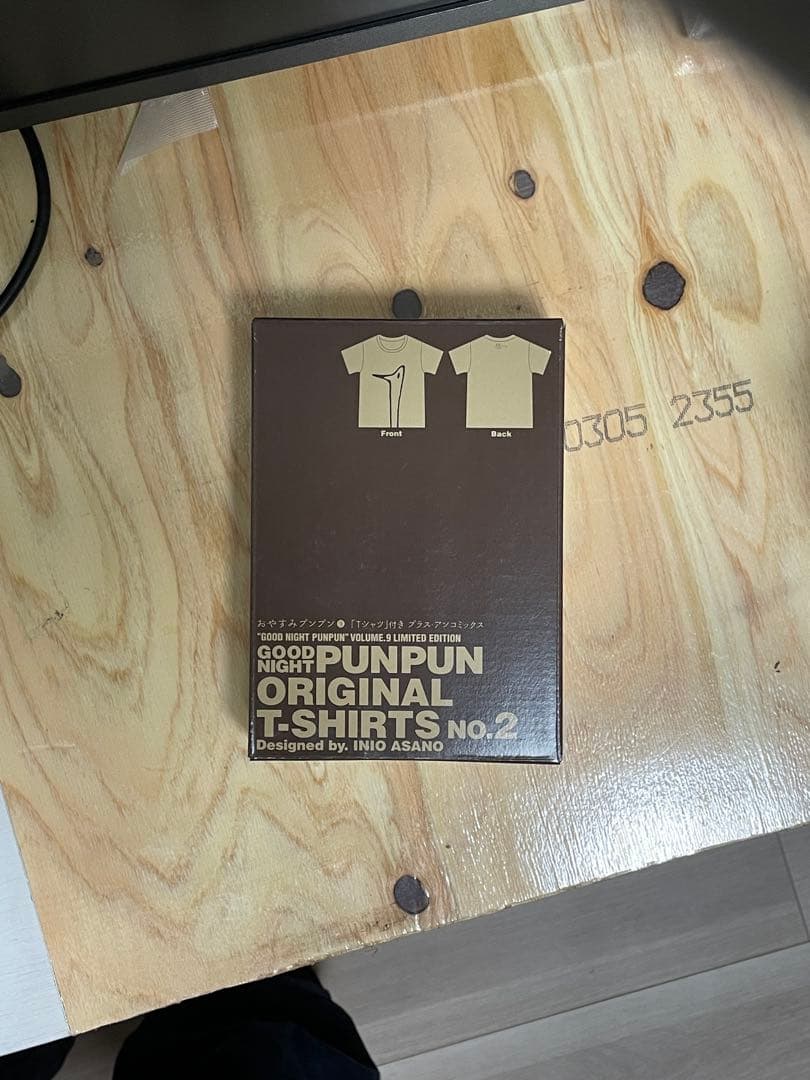 Front
Back
0305 2355
おやすみプンプン❾「Tシャツ」付き プラス・アンコミックス
"GOOD NIGHT PUNPUN" VOLUME.9 LIMITED EDITION
GOOD NIGHT PUNPUN
ORIGINAL
T-SHIRTS NO.2
Designed by. INIO ASANO